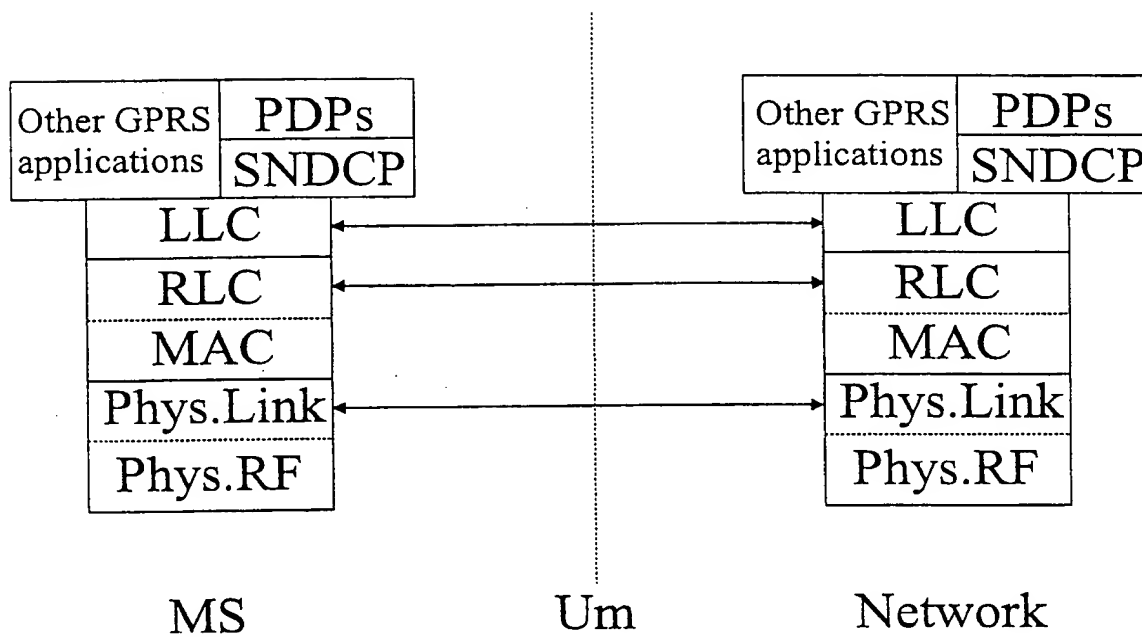 Other GPRS
applications
PDPs
SNDCP
LLC
RLC
MAC
Phys.Link
Phys.RF
MS
Um
Other GPRS
applications
PDPs
SNDCP
LLC
RLC
MAC
Phys.Link
Phys.RF
Network